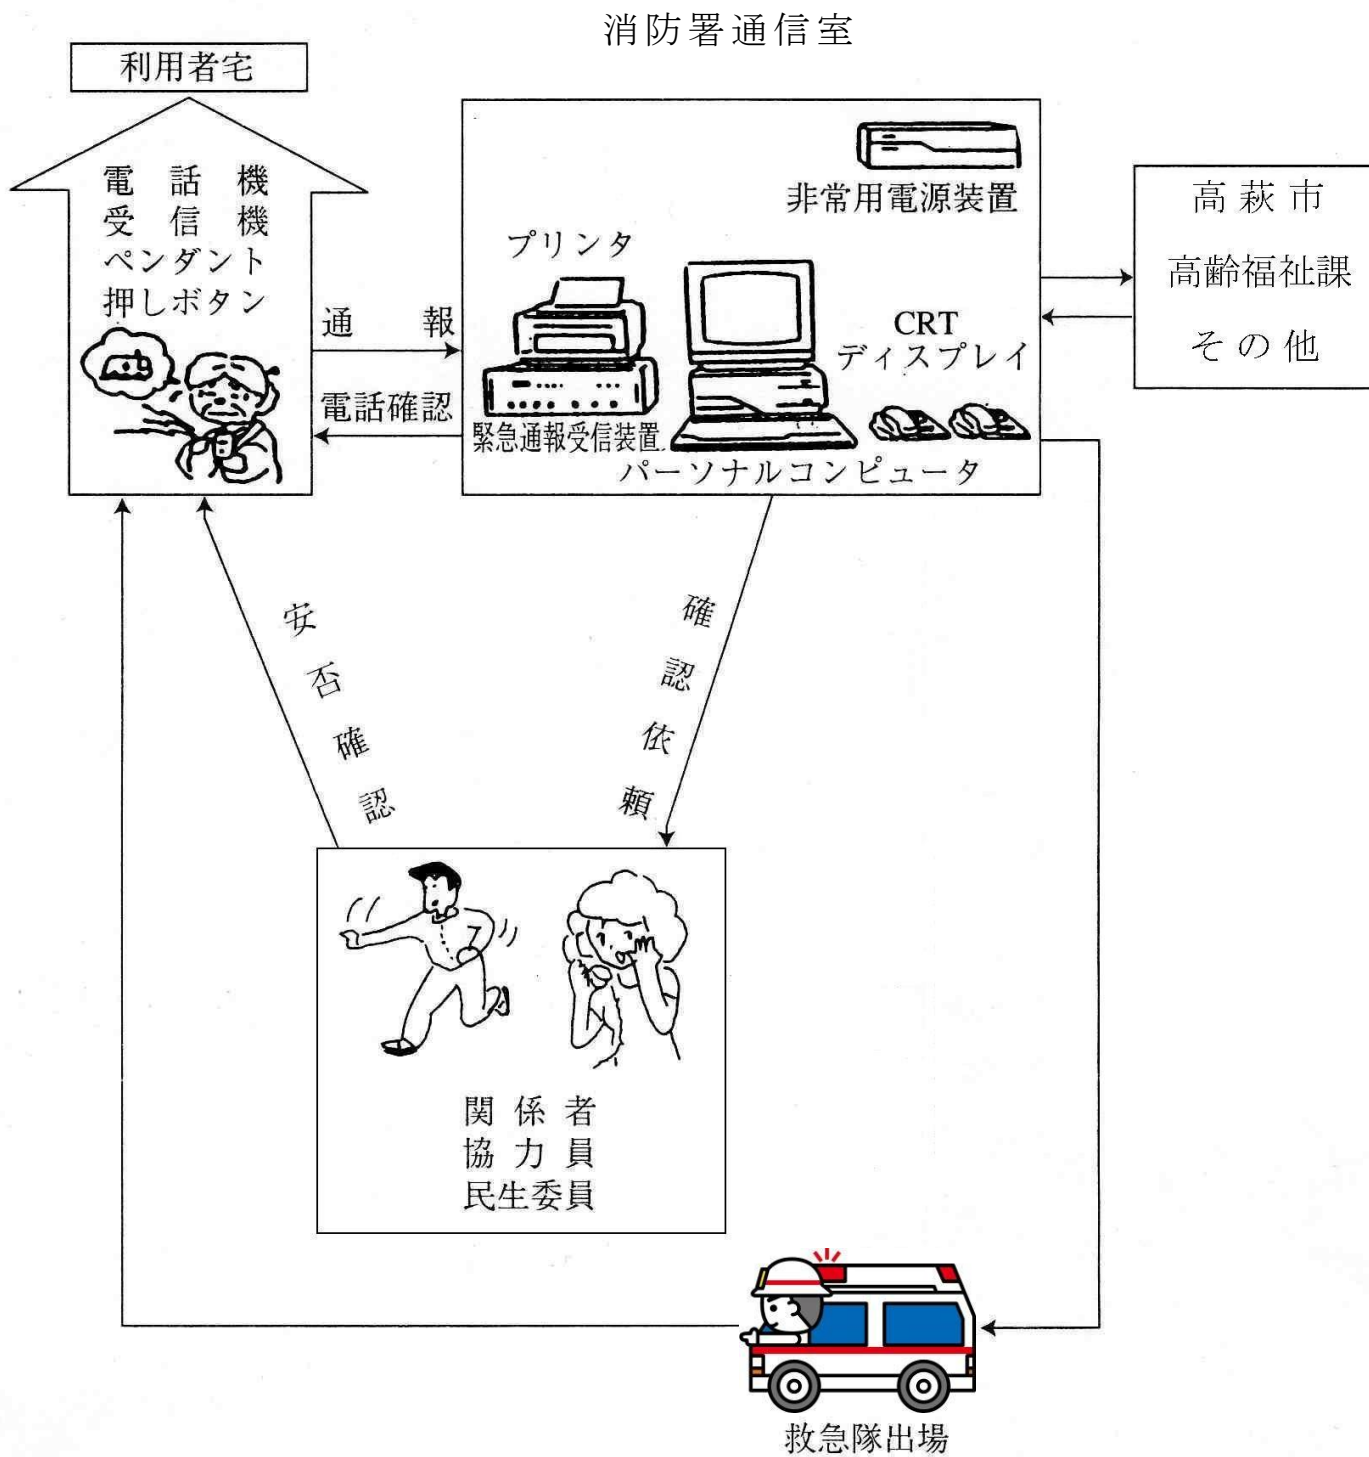 消防署通信室
利用者宅
電話機
受信機
ペンダント
押しボタン
通報
電話確認
非常用電源装置
プリンタ
CRT
ディスプレイ
緊急通報受信装置
パーソナルコンピュータ
高萩市
高齢福祉課
その他
安否確認
確認依頼
関係者
協力員
民生委員
救急隊出場